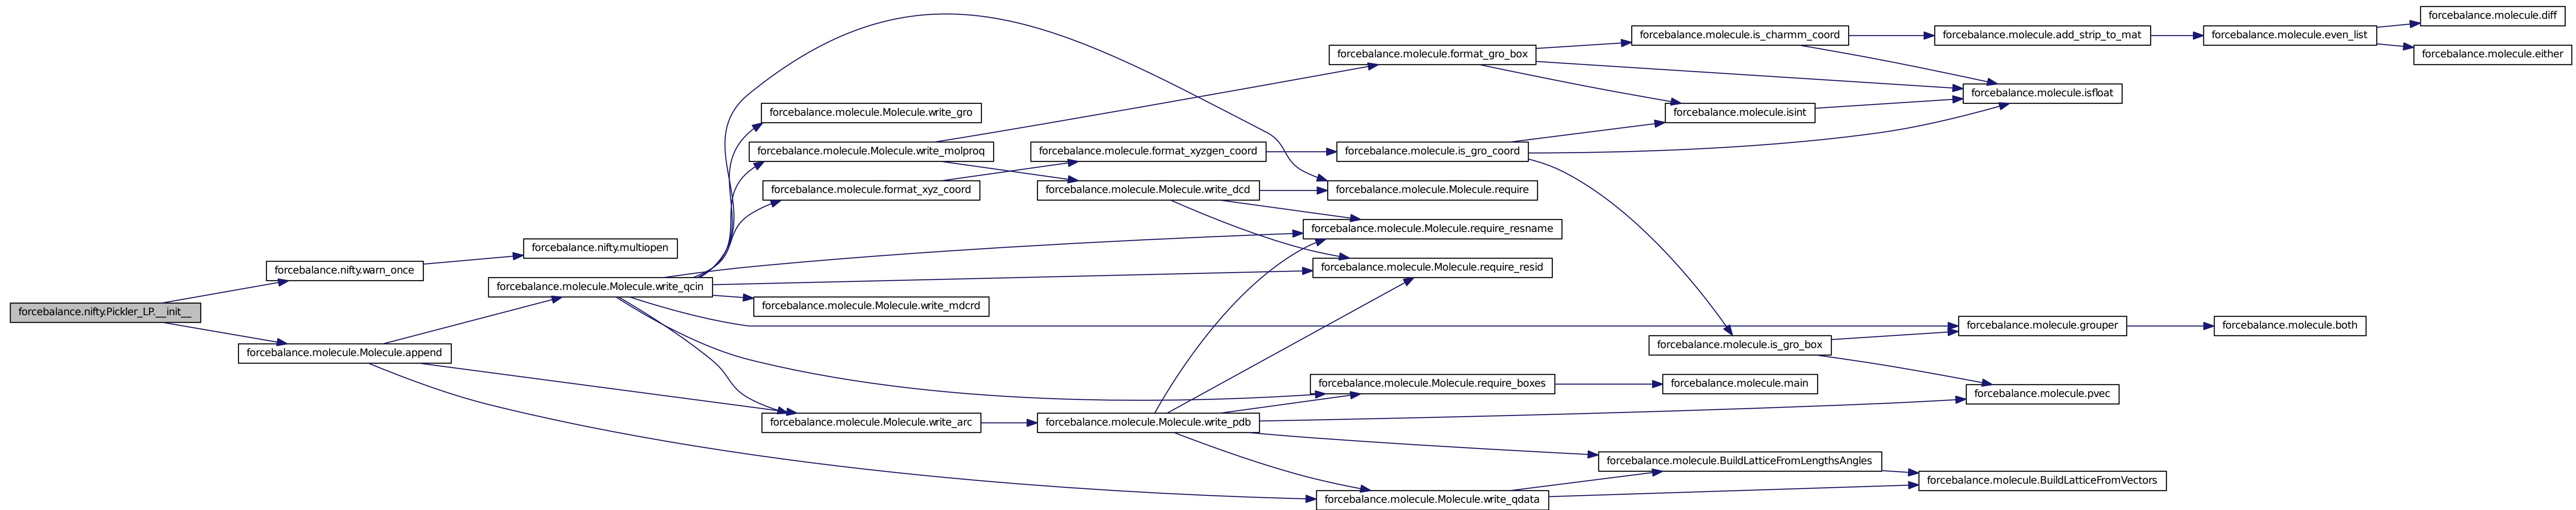 forcebalance.nifty.Pickler_LP.__init__
forcebalance.nifty.warn_once
forcebalance.molecule.Molecule.append
forcebalance.nifty.multiopen
forcebalance.molecule.Molecule.write_qcin
forcebalance.molecule.Molecule.write_gro
forcebalance.molecule.Molecule.write_molproq
forcebalance.molecule.format_xyz_coord
forcebalance.molecule.Molecule.write_mdcrd
forcebalance.molecule.Molecule.write_arc
forcebalance.molecule.format_xyzgen_coord
forcebalance.molecule.Molecule.write_dcd
forcebalance.molecule.Molecule.write_pdb
forcebalance.molecule.format_gro_box
forcebalance.molecule.is_gro_coord
forcebalance.molecule.Molecule.require
forcebalance.molecule.Molecule.require_resname
forcebalance.molecule.Molecule.require_resid
forcebalance.molecule.Molecule.require_boxes
forcebalance.molecule.Molecule.write_qdata
forcebalance.molecule.is_charmm_coord
forcebalance.molecule.isint
forcebalance.molecule.is_gro_box
forcebalance.molecule.main
forcebalance.molecule.BuildLatticeFromLengthsAngles
forcebalance.molecule.add_strip_to_mat
forcebalance.molecule.isfloat
forcebalance.molecule.grouper
forcebalance.molecule.pvec
forcebalance.molecule.BuildLatticeFromVectors
forcebalance.molecule.even_list
forcebalance.molecule.both
forcebalance.molecule.diff
forcebalance.molecule.either